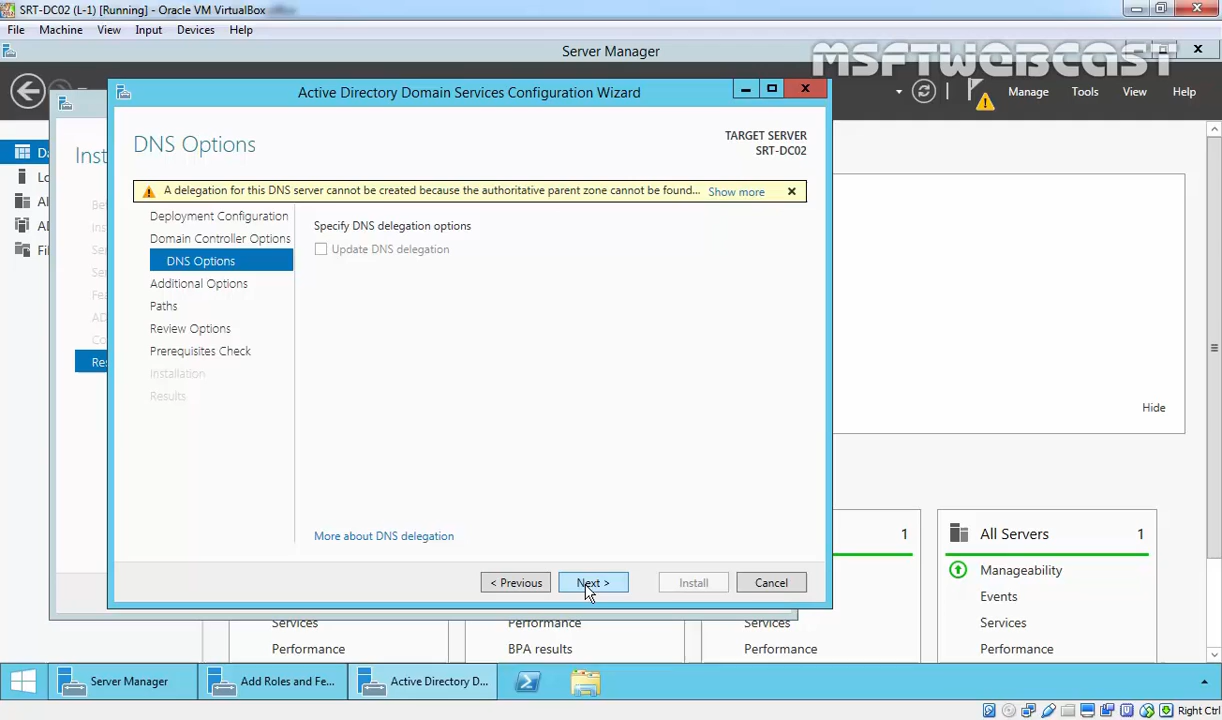 SRT-DC02 (L-1) [Running] - Oracle VM VirtualBox
File Machine View Input Devices Help
Server Manager
MSFTWEBCAST
Manage Tools View Help
Active Directory Domain Services Configuration Wizard
DNS Options
TARGET SERVER
SRT-DC02
A delegation for this DNS server cannot be created because the authoritative parent zone cannot be found... Show more
Deployment Configuration
Domain Controller Options
DNS Options
Additional Options
Paths
Review Options
Prerequisites Check
Installation
Results
Specify DNS delegation options
Update DNS delegation
More about DNS delegation
< Previous Next > Install Cancel
Hide
1
All Servers 1
Manageability
Events
Services
Performance
Services
Performance
Performance
BPA results
Services
Performance
Server Manager
Add Roles and Fe...
Active Directory D...
Right Ctrl